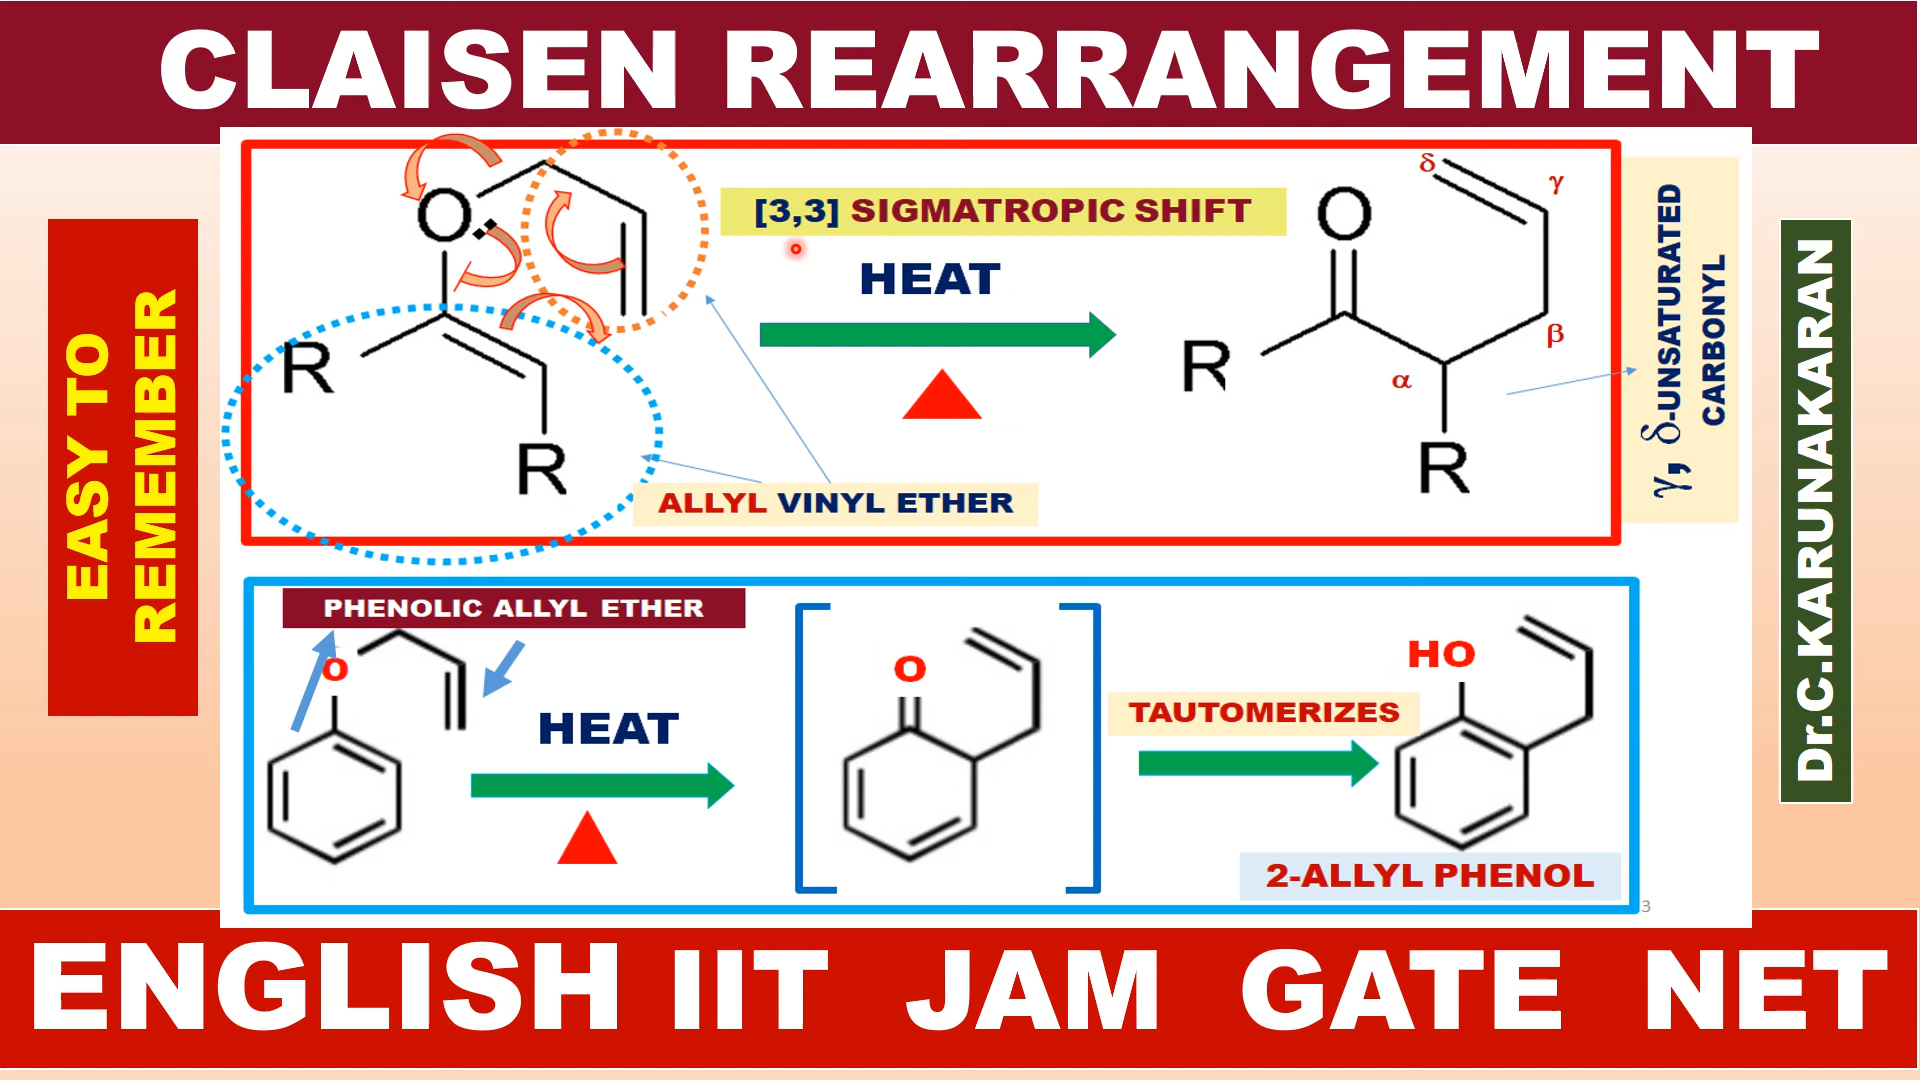 CLAISEN REARRANGEMENT
EASY TO
REMEMBER
O
R
R
[3,3] SIGMATROPIC SHIFT
HEAT
ALLYL VINYL ETHER
O
R
R
δ
γ
β
α
γ, δ-UNSATURATED
CARBONYL
Dr.C.KARUNAKARAN
PHENOLIC ALLYL ETHER
O
HEAT
O
TAUTOMERIZES
HO
2-ALLYL PHENOL
3
ENGLISH IIT JAM GATE NET